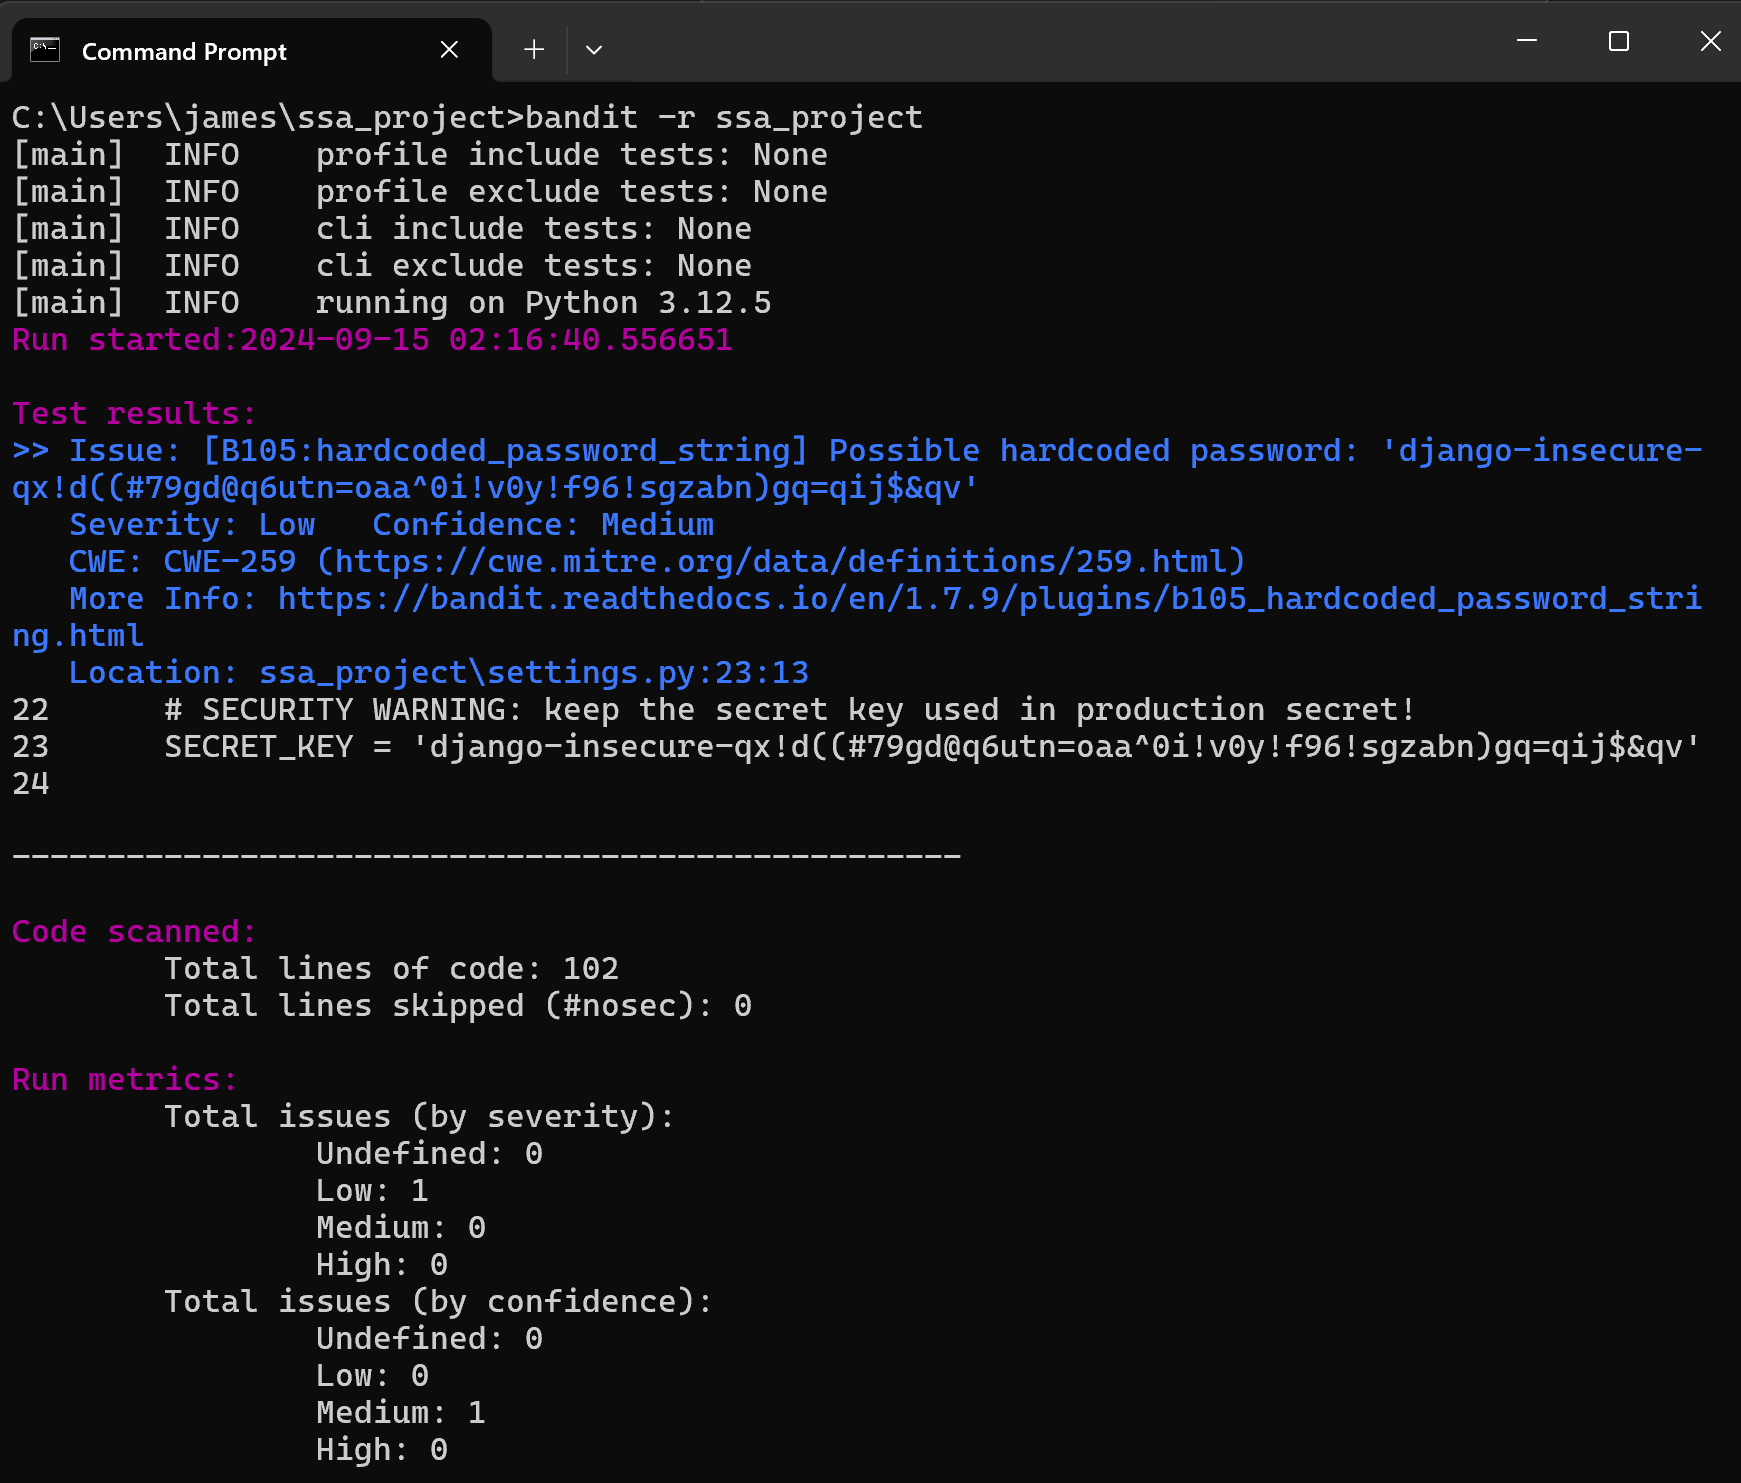 Command Prompt
C:\Users\james\ssa_project>bandit -r ssa_project
[main]  INFO    profile include tests: None
[main]  INFO    profile exclude tests: None
[main]  INFO    cli include tests: None
[main]  INFO    cli exclude tests: None
[main]  INFO    running on Python 3.12.5
Run started:2024-09-15 02:16:40.556651
Test results:
>> Issue: [B105:hardcoded_password_string] Possible hardcoded password: 'django-insecure-
qx!d((#79gd@q6utn=oaa^0i!v0y!f96!sgzabn)gq=qij$&qv'
   Severity: Low   Confidence: Medium
   CWE: CWE-259 (https://cwe.mitre.org/data/definitions/259.html)
   More Info: https://bandit.readthedocs.io/en/1.7.9/plugins/b105_hardcoded_password_stri
ng.html
   Location: ssa_project\settings.py:23:13
22      # SECURITY WARNING: keep the secret key used in production secret!
23      SECRET_KEY = 'django-insecure-qx!d((#79gd@q6utn=oaa^0i!v0y!f96!sgzabn)gq=qij$&qv'
24
--------------------------------------------------
Code scanned:
        Total lines of code: 102
        Total lines skipped (#nosec): 0
Run metrics:
        Total issues (by severity):
                Undefined: 0
                Low: 1
                Medium: 0
                High: 0
        Total issues (by confidence):
                Undefined: 0
                Low: 0
                Medium: 1
                High: 0